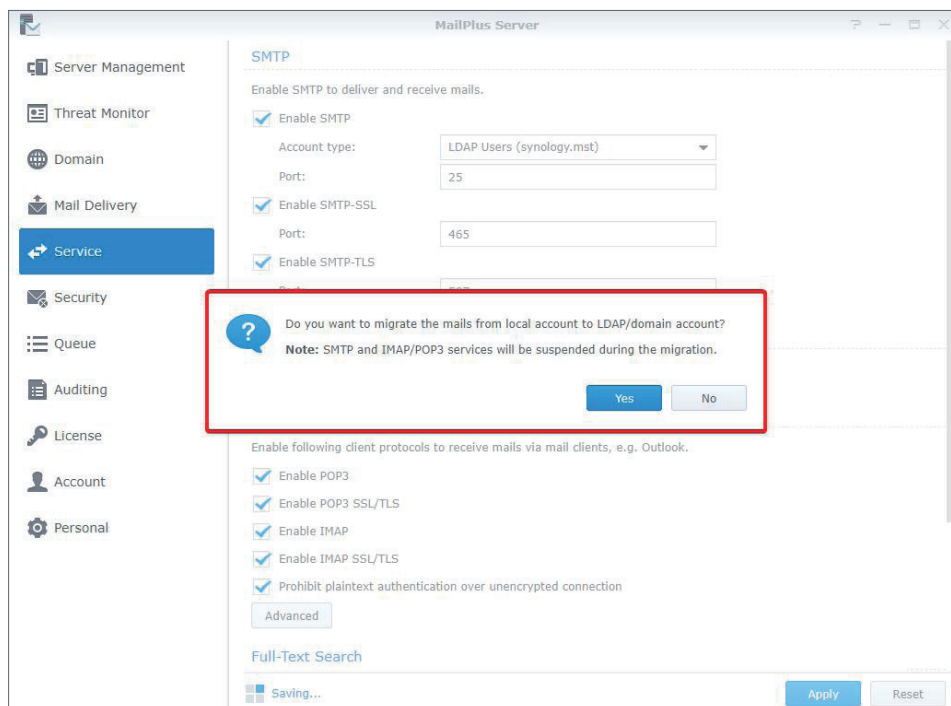 MailPlus Server
Server Management
Threat Monitor
Domain
Mail Delivery
Service
Security
Queue
Auditing
License
Account
Personal
SMTP
Enable SMTP to deliver and receive mails.
Enable SMTP
Account type: LDAP Users (synology.mst)
Port: 25
Enable SMTP-SSL
Port: 465
Enable SMTP-TLS
Do you want to migrate the mails from local account to LDAP/domain account?
Note: SMTP and IMAP/POP3 services will be suspended during the migration.
Yes No
Enable following client protocols to receive mails via mail clients, e.g. Outlook.
Enable POP3
Enable POP3 SSL/TLS
Enable IMAP
Enable IMAP SSL/TLS
Prohibit plaintext authentication over unencrypted connection
Advanced
Full-Text Search
Saving...
Apply Reset